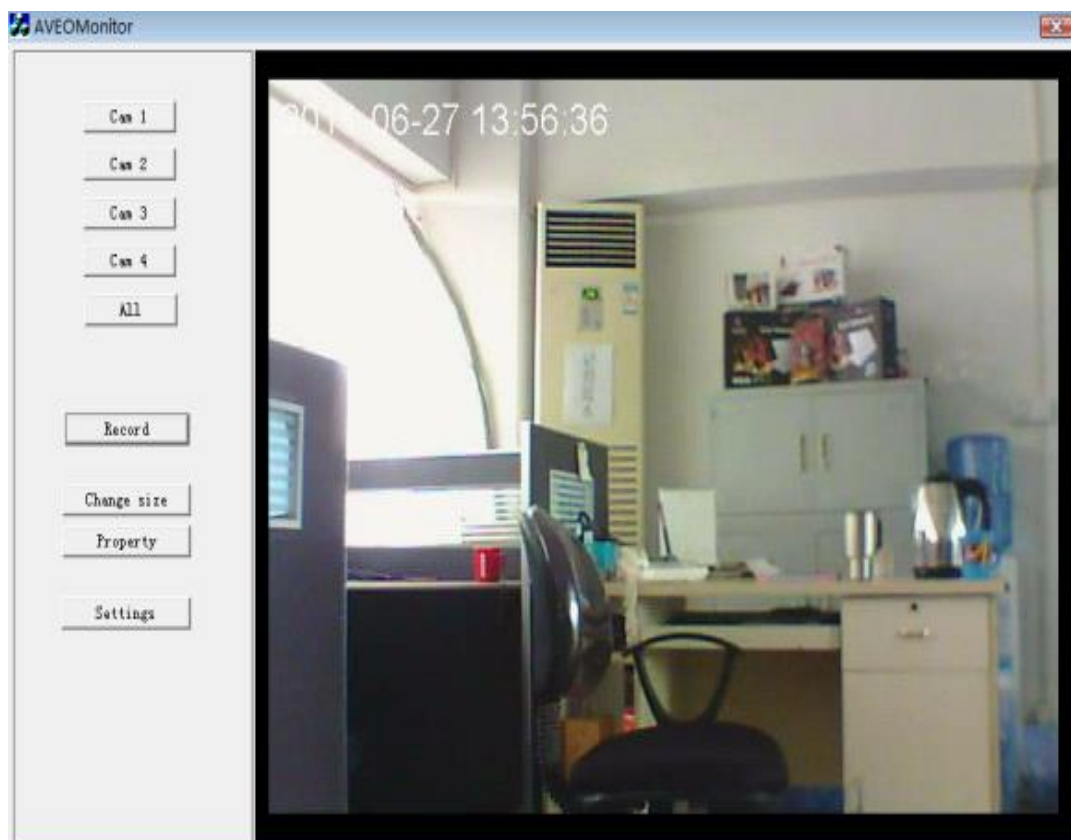 AVEOMonitor
Cam 1
Cam 2
Cam 3
Cam 4
All
Record
Change size
Property
Settings
06-27 13:56:36